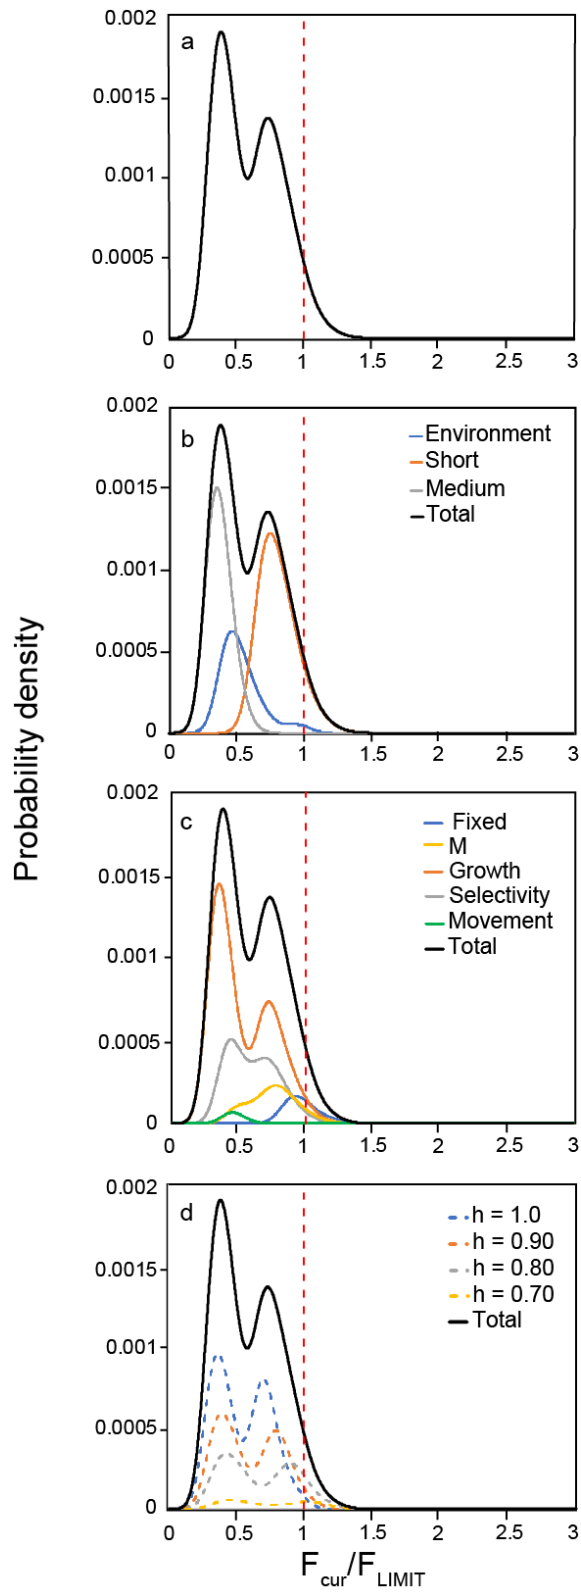 Probability density
a
0.002
0.0015
0.001
0.0005
0
0 0.5 1 1.5 2 2.5 3
b
0.002
0.0015
0.001
0.0005
0
Environment
Short
Medium
Total
0 0.5 1 1.5 2 2.5 3
c
0.002
0.0015
0.001
0.0005
0
Fixed
M
Growth
Selectivity
Movement
Total
0 0.5 1 1.5 2 2.5 3
d
0.002
0.0015
0.001
0.0005
0
h = 1.0
h = 0.90
h = 0.80
h = 0.70
Total
0 0.5 1 1.5 2 2.5 3
Fcur/FLIMIT